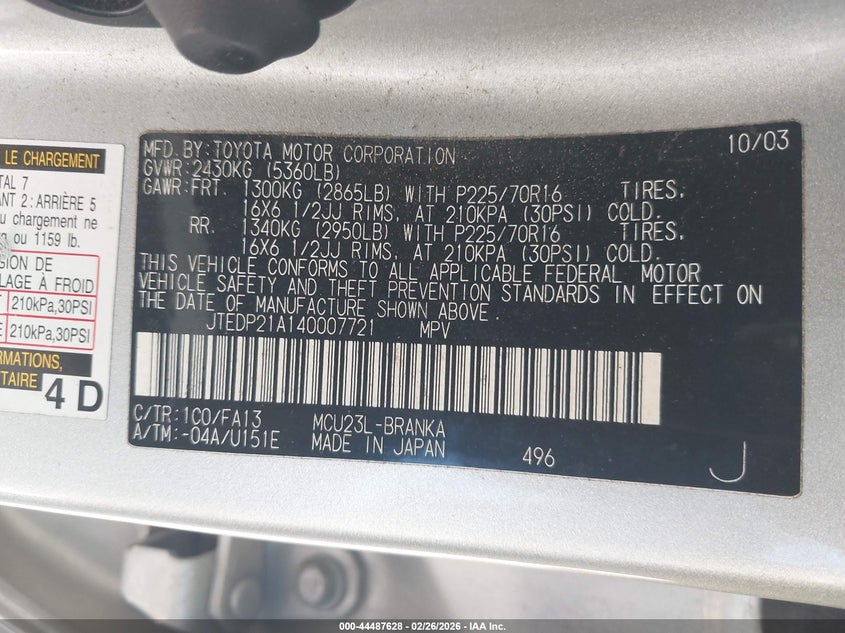 LE CHARGEMENT
TAL 7
ANT 2 : ARRIÈRE 5
u chargement ne
ou 1159 lb.
SION DE
LAGE À FROID
210kPa,30PSI
210kPa,30PSI
RMATIONS,
TAIRE
4 D
10/03
MFD. BY: TOYOTA MOTOR CORPORATION
GVWR: 2430KG (5360LB)
GAWR: FRT. 1300KG (2865LB) WITH P225/70R16 TIRES,
16X6 1/2JJ RIMS, AT 210KPA (30PSI) COLD.
RR. 1340KG (2950LB) WITH P225/70R16 TIRES,
16X6 1/2JJ RIMS, AT 210KPA (30PSI) COLD.
THIS VEHICLE CONFORMS TO ALL APPLICABLE FEDERAL MOTOR
VEHICLE SAFETY AND THEFT PREVENTION STANDARDS IN EFFECT ON
THE DATE OF MANUFACTURE SHOWN ABOVE.
JTEDP21A140007721 MPV
C/TR: 1C0/FA13 MCU23L-BRANKA
A/TM: -04A/U151E MADE IN JAPAN 496 J
000-44487628 - 02/26/2026 - IAA Inc.